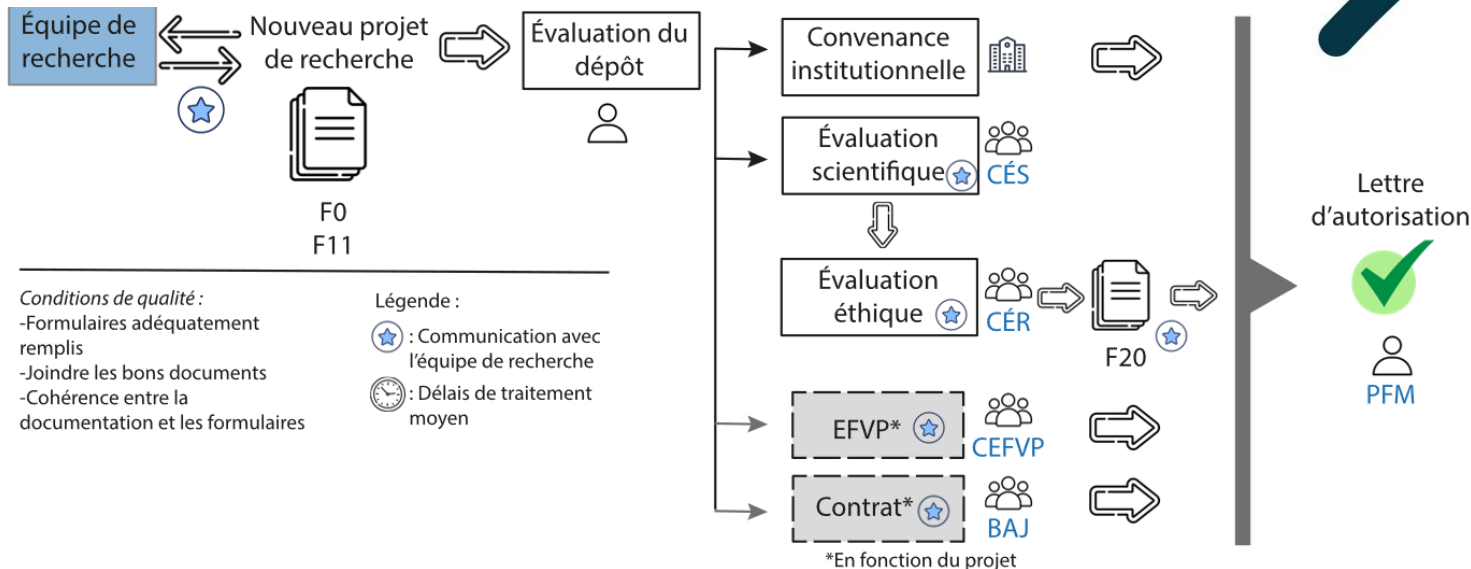 Équipe de
recherche
Nouveau projet
de recherche
F0
F11
Évaluation du
dépôt
Convenance
institutionnelle
Évaluation
scientifique
CÉS
Évaluation
éthique
CÉR
F20
EFVP*
CEFVP
Contrat*
BAJ
*En fonction du projet
Lettre
d’autorisation
PFM
Conditions de qualité :
-Formulaires adéquatement
remplis
-Joindre les bons documents
-Cohérence entre la
documentation et les formulaires
Légende :
: Communication avec
l’équipe de recherche
: Délais de traitement
moyen